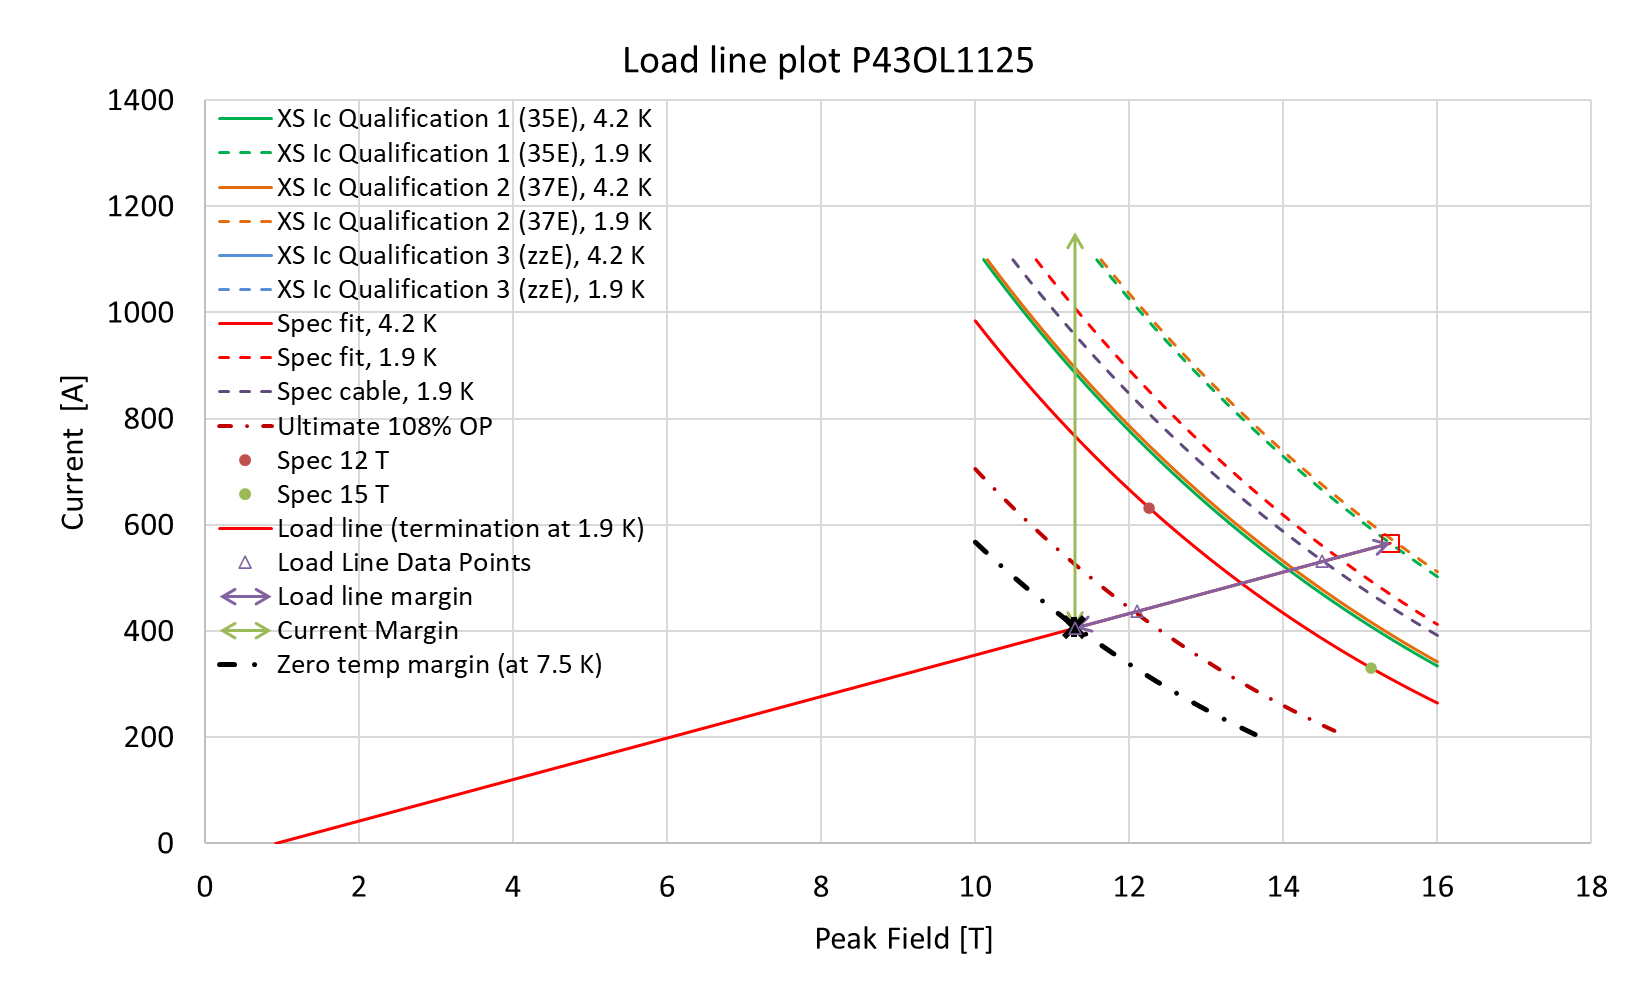 Load line plot P43OL1125
1400
1200
1000
800
600
400
200
0
Current [A]
XS Ic Qualification 1 (35E), 4.2 K
XS Ic Qualification 1 (35E), 1.9 K
XS Ic Qualification 2 (37E), 4.2 K
XS Ic Qualification 2 (37E), 1.9 K
XS Ic Qualification 3 (zzE), 4.2 K
XS Ic Qualification 3 (zzE), 1.9 K
Spec fit, 4.2 K
Spec fit, 1.9 K
Spec cable, 1.9 K
Ultimate 108% OP
Spec 12 T
Spec 15 T
Load line (termination at 1.9 K)
Load Line Data Points
Load line margin
Current Margin
Zero temp margin (at 7.5 K)
0 2 4 6 8 10 12 14 16 18
Peak Field [T]